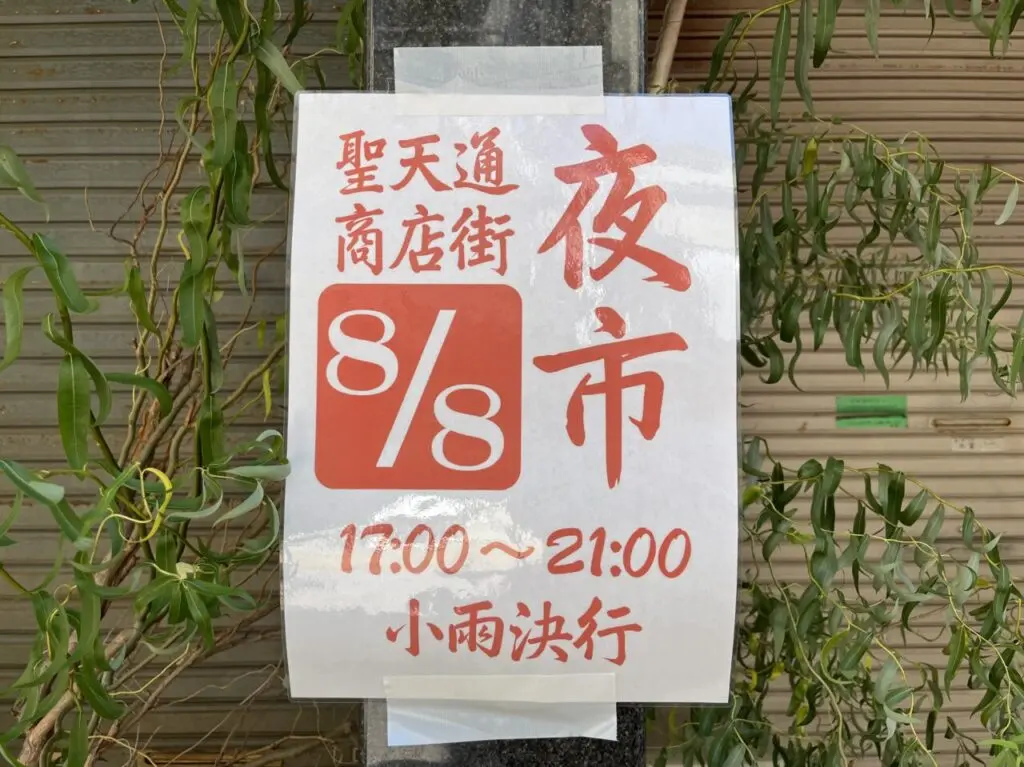 夜市
聖天通
商店街
8/8
17:00～21:00
小雨決行